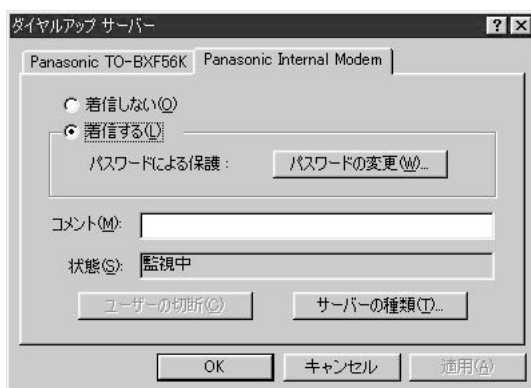 ダイヤルアップ サーバー
Panasonic TO-BXF56K Panasonic Internal Modem
着信しない(O)
着信する(L)
パスワードによる保護: パスワードの変更(W)...
コメント(M):
状態(S): 監視中
ユーザーの切断(C) サーバーの種類(T)...
OK キャンセル 適用(A)